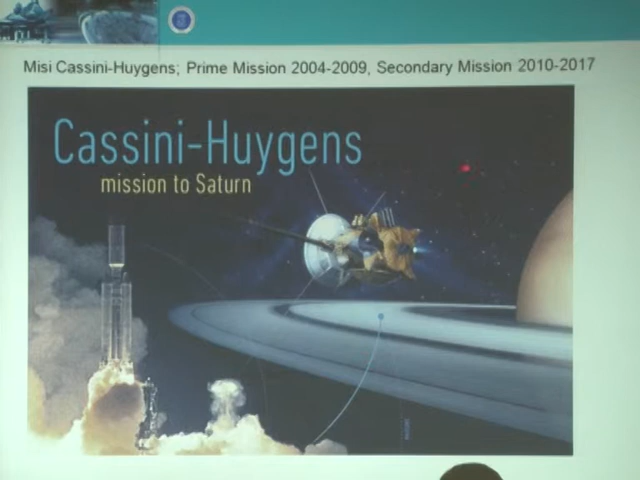 Misi Cassini-Huygens; Prime Mission 2004-2009, Secondary Mission 2010-2017
Cassini-Huygens
mission to Saturn